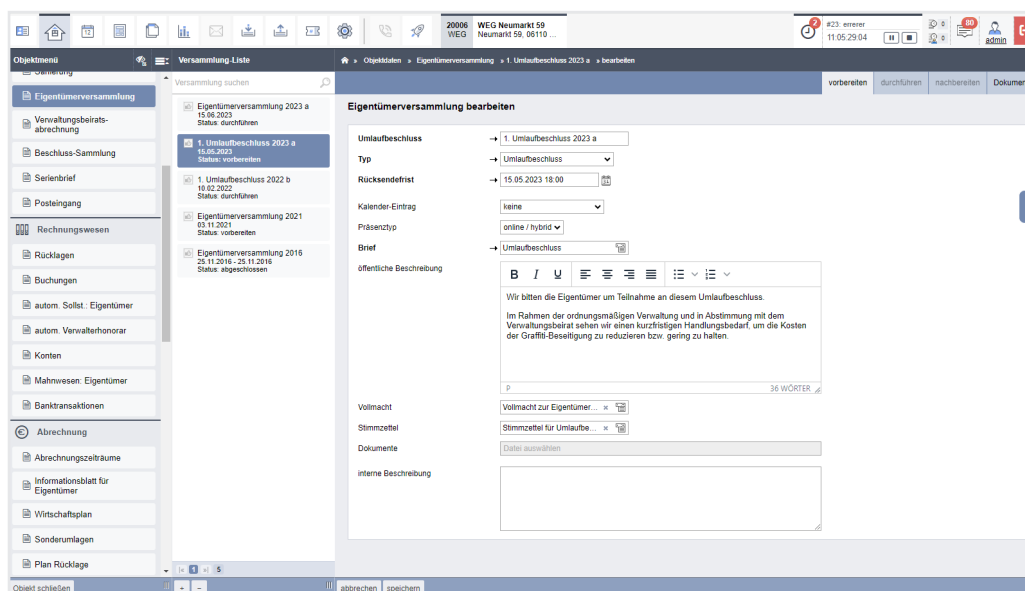 12
20006 WEG Neumarkt 59
WEG Neumarkt 59, 06110 ...
2
#23: errerer
11:05:29:04
0
0
80
admin
Objektmenü
Versammlung-Liste
» Objektdaten » Eigentümerversammlung » 1. Umlaufbeschluss 2023 a » bearbeiten
Sanierung
Eigentümerversammlung
Verwaltungsbeirats-
abrechnung
Beschluss-Sammlung
Serienbrief
Posteingang
Rechnungswesen
Rücklagen
Buchungen
autom. Sollst.: Eigentümer
autom. Verwalterhonorar
Konten
Mahnwesen: Eigentümer
Banktransaktionen
Abrechnung
Abrechnungszeiträume
Informationsblatt für
Eigentümer
Wirtschaftsplan
Sonderumlagen
Plan Rücklage
Objekt schließen
Versammlung suchen
Eigentümerversammlung 2023 a
15.06.2023
Status: durchführen
1. Umlaufbeschluss 2023 a
15.05.2023
Status: vorbereiten
1. Umlaufbeschluss 2022 b
10.02.2022
Status: durchführen
Eigentümerversammlung 2021
03.11.2021
Status: vorbereiten
Eigentümerversammlung 2016
25.11.2016 - 25.11.2016
Status: abgeschlossen
1 5
+ −
vorbereiten durchführen nachbereiten Dokumen
Eigentümerversammlung bearbeiten
Umlaufbeschluss → 1. Umlaufbeschluss 2023 a
Typ → Umlaufbeschluss
Rücksendefrist → 15.05.2023 18:00
Kalender-Eintrag keine
Präsenztyp online / hybrid
Brief → Umlaufbeschluss
öffentliche Beschreibung
B I U
Wir bitten die Eigentümer um Teilnahme an diesem Umlaufbeschluss.
Im Rahmen der ordnungsmäßigen Verwaltung und in Abstimmung mit dem
Verwaltungsbeirat sehen wir einen kurzfristigen Handlungsbedarf, um die Kosten
der Graffiti-Beseitigung zu reduzieren bzw. gering zu halten.
P 36 WÖRTER
Vollmacht Vollmacht zur Eigentümer... ×
Stimmzettel Stimmzettel für Umlaufbe... ×
Dokumente Datei auswählen
interne Beschreibung
abbrechen speichern